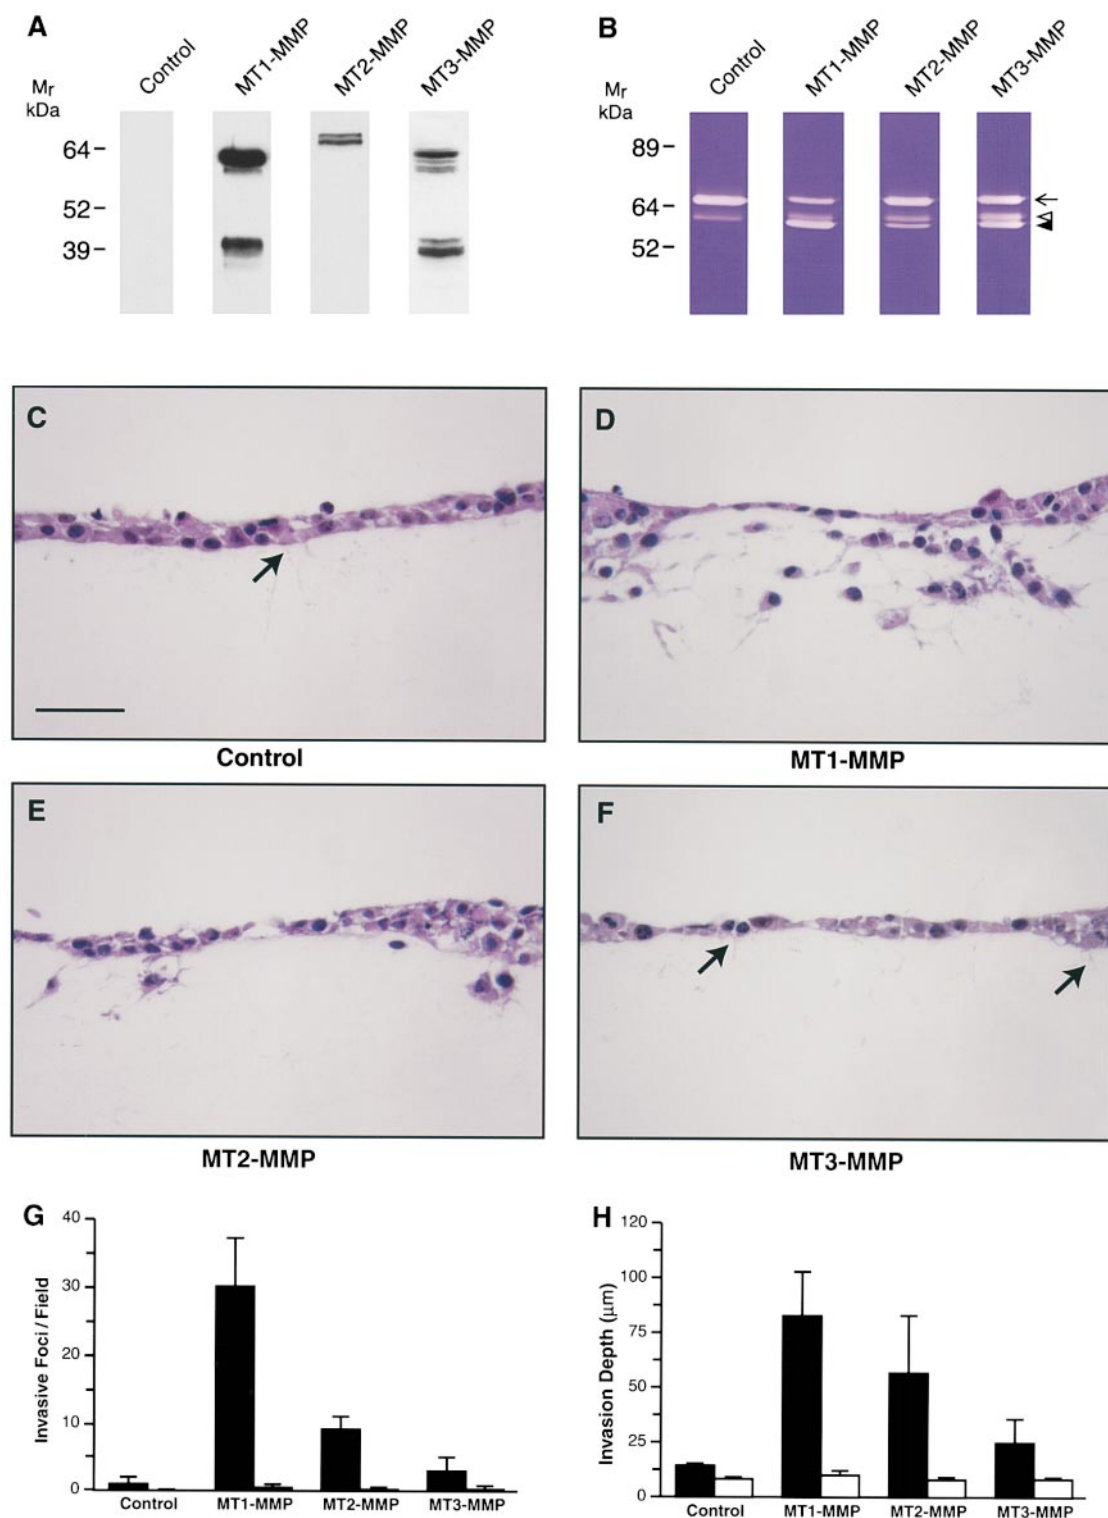 A
Control
MT1-MMP
MT2-MMP
MT3-MMP
Mr
kDa
64
52
39
B
Control
MT1-MMP
MT2-MMP
MT3-MMP
Mr
kDa
89
64
52
C
Control
D
MT1-MMP
E
MT2-MMP
F
MT3-MMP
G
Invasive Foci / Field
40
30
20
10
0
Control
MT1-MMP
MT2-MMP
MT3-MMP
H
Invasion Depth (μm)
120
100
75
50
25
0
Control
MT1-MMP
MT2-MMP
MT3-MMP